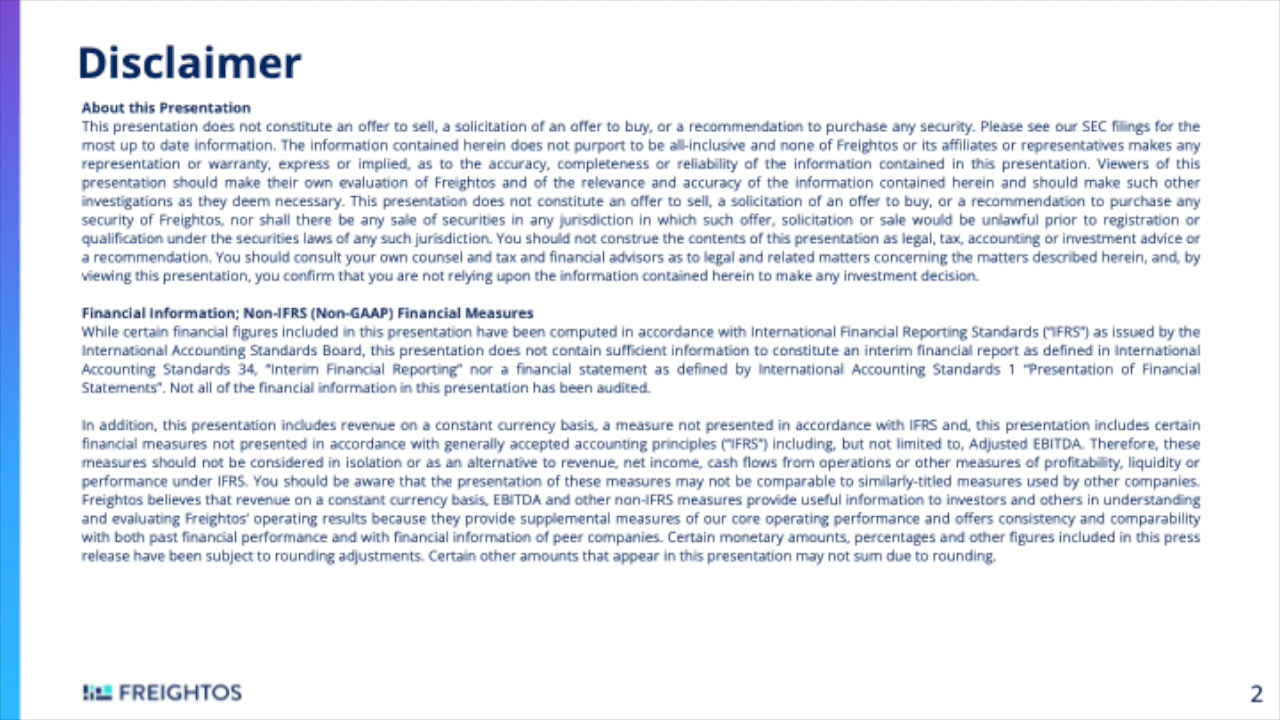 Disclaimer
About this Presentation
This presentation does not constitute an offer to sell, a solicitation of an offer to buy, or a recommendation to purchase any security. Please see our SEC filings for the
most up to date information. The information contained herein does not purport to be all-inclusive and none of Freightos or its affiliates or representatives makes any
representation or warranty, express or implied, as to the accuracy, completeness or reliability of the information contained in this presentation. Viewers of this
presentation should make their own evaluation of Freightos and of the relevance and accuracy of the information contained herein and should make such other
investigations as they deem necessary. This presentation does not constitute an offer to sell, a solicitation of an offer to buy, or a recommendation to purchase any
security of Freightos, nor shall there be any sale of securities in any jurisdiction in which such offer, solicitation or sale would be unlawful prior to registration or
qualification under the securities laws of any such jurisdiction. You should not construe the contents of this presentation as legal, tax, accounting or investment advice or
a recommendation. You should consult your own counsel and tax and financial advisors as to legal and related matters concerning the matters described herein, and, by
viewing this presentation, you confirm that you are not relying upon the information contained herein to make any investment decision.
Financial Information; Non-IFRS (Non-GAAP) Financial Measures
While certain financial figures included in this presentation have been computed in accordance with International Financial Reporting Standards (“IFRS”) as issued by the
International Accounting Standards Board, this presentation does not contain sufficient information to constitute an interim financial report as defined in International
Accounting Standards 34, “Interim Financial Reporting” nor a financial statement as defined by International Accounting Standards 1 “Presentation of Financial
Statements”. Not all of the financial information in this presentation has been audited.
In addition, this presentation includes revenue on a constant currency basis, a measure not presented in accordance with IFRS and, this presentation includes certain
financial measures not presented in accordance with generally accepted accounting principles (“IFRS”) including, but not limited to, Adjusted EBITDA. Therefore, these
measures should not be considered in isolation or as an alternative to revenue, net income, cash flows from operations or other measures of profitability, liquidity or
performance under IFRS. You should be aware that the presentation of these measures may not be comparable to similarly-titled measures used by other companies.
Freightos believes that revenue on a constant currency basis, EBITDA and other non-IFRS measures provide useful information to investors and others in understanding
and evaluating Freightos’ operating results because they provide supplemental measures of our core operating performance and offers consistency and comparability
with both past financial performance and with financial information of peer companies. Certain monetary amounts, percentages and other figures included in this press
release have been subject to rounding adjustments. Certain other amounts that appear in this presentation may not sum due to rounding.
FREIGHTOS
2